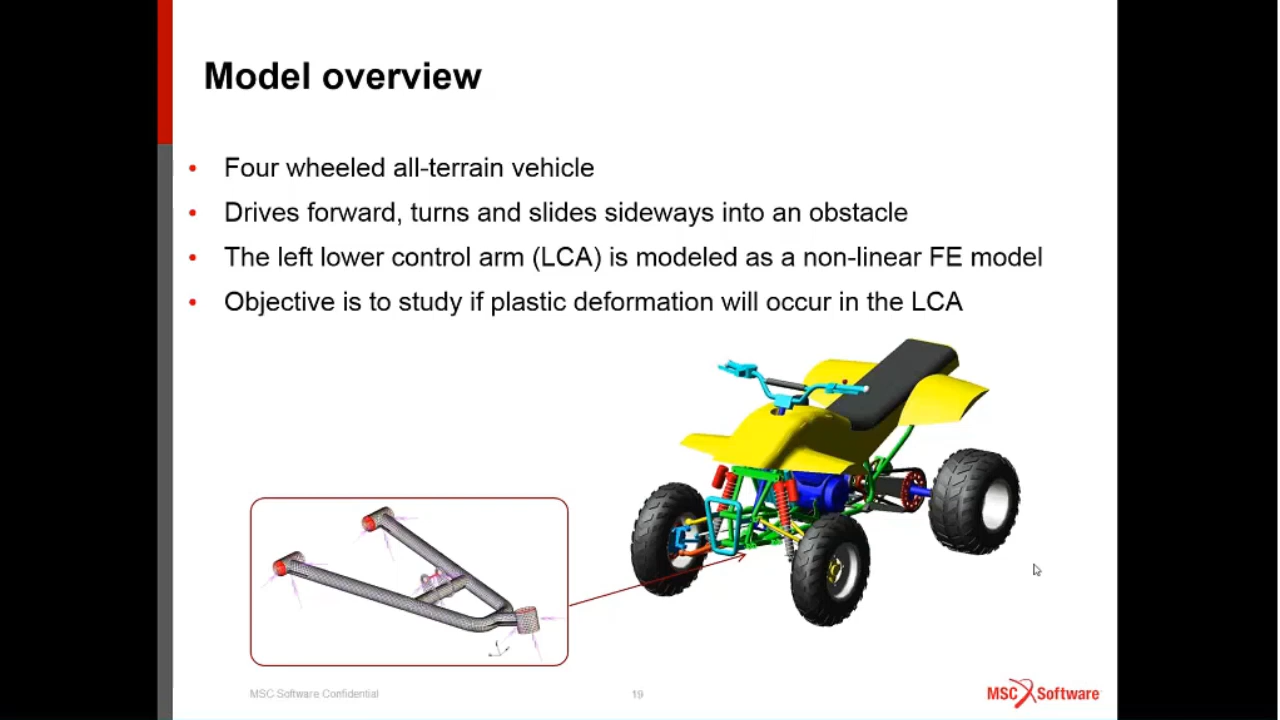 Model overview
• Four wheeled all-terrain vehicle
• Drives forward, turns and slides sideways into an obstacle
• The left lower control arm (LCA) is modeled as a non-linear FE model
• Objective is to study if plastic deformation will occur in the LCA
MSC Software Confidential
19
MSC Software